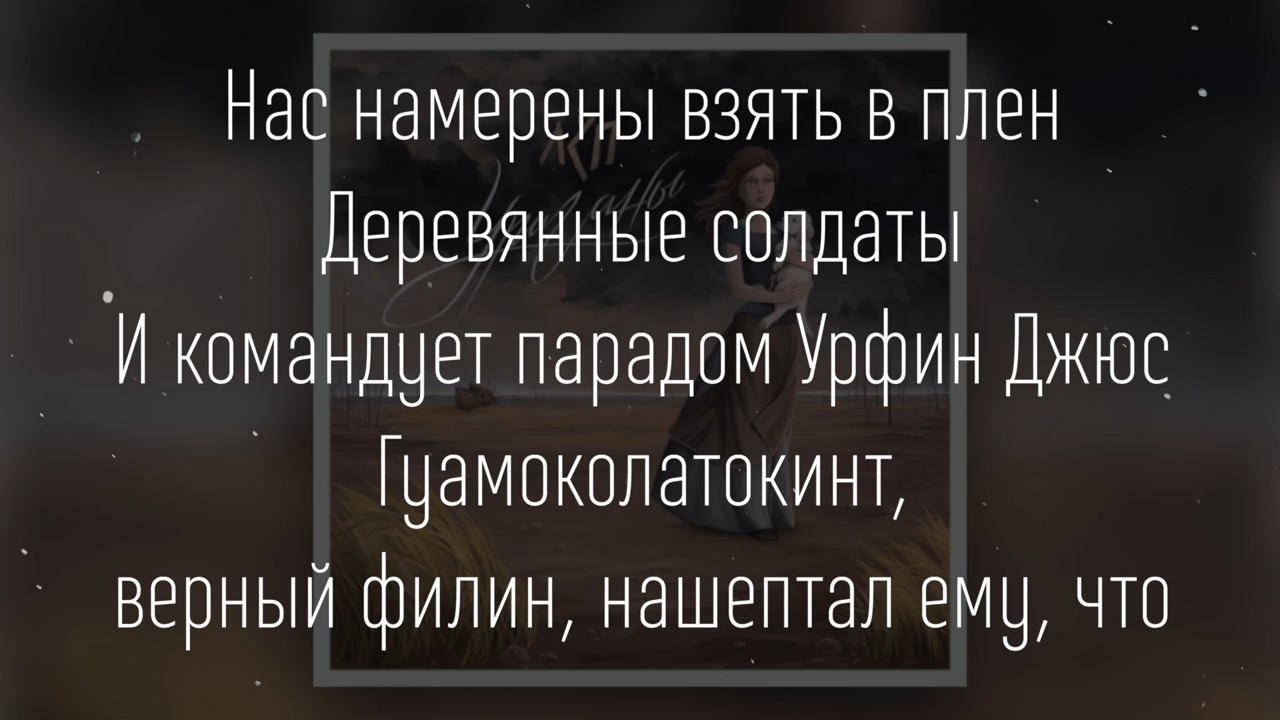 Нас намерены взять в плен
Деревянные солдаты
И командует парадом Урфин Джюс
Гуамоколатокинт,
верный филин, нашептал ему, что